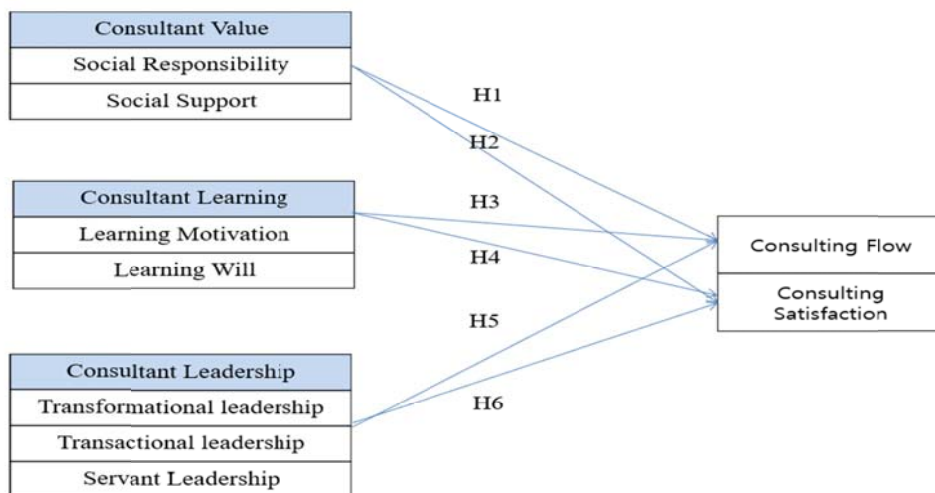 Consultant Value
Social Responsibility
Social Support
H1
H2
Consultant Learning
Learning Motivation
Learning Will
H3
H4
Consulting Flow
Consulting
Satisfaction
H5
Consultant Leadership
Transformational leadership
Transactional leadership
Servant Leadership
H6